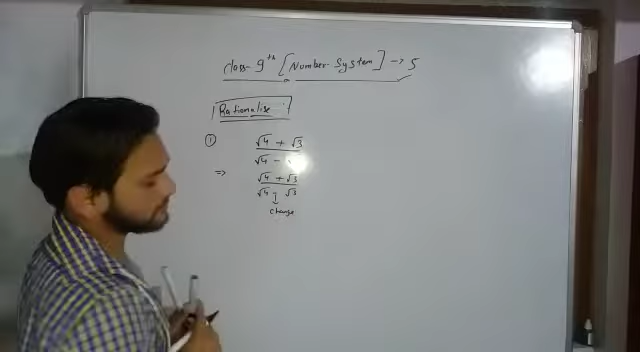 Class-9th [Number System] → 5
Rationalise
① √4 + √3
√4 -
⇒ √4 + √3
√4 - √3
change